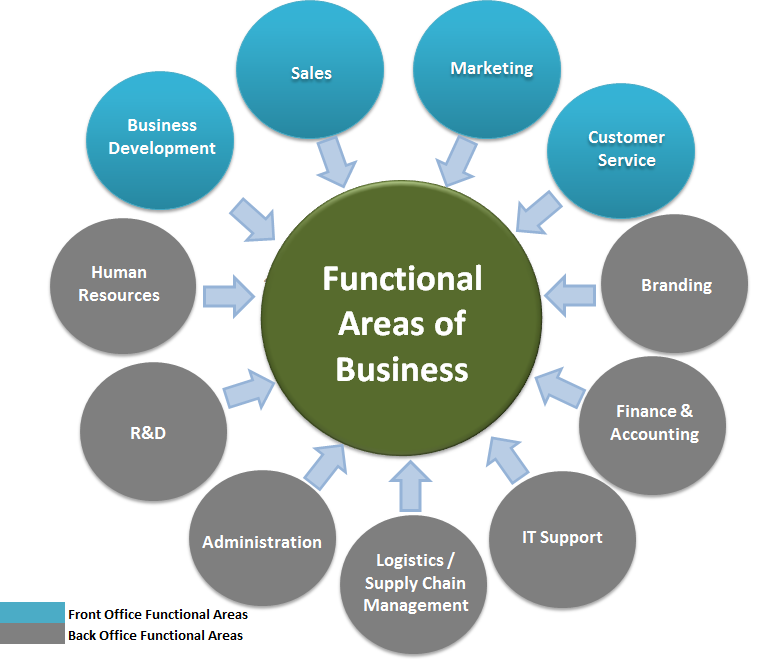 Sales
Marketing
Business
Development
Customer
Service
Human
Resources
Functional
Areas of
Business
Branding
R&D
Finance &
Accounting
Administration
IT Support
Logistics /
Supply Chain
Management
Front Office Functional Areas
Back Office Functional Areas